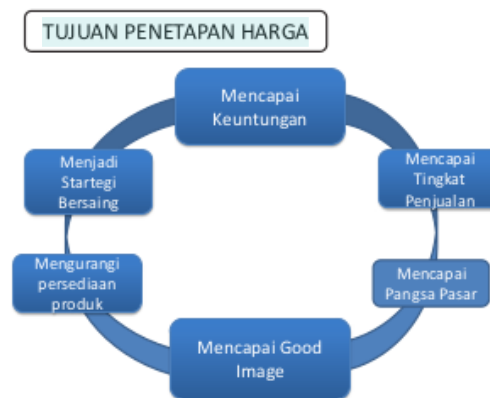 TUJUAN PENETAPAN HARGA
Mencapai
Keuntungan
Mencapai
Tingkat
Penjualan
Mencapai
Pangsa Pasar
Mencapai Good
Image
Mengurangi
persediaan
produk
Menjadi
Startegi
Bersaing